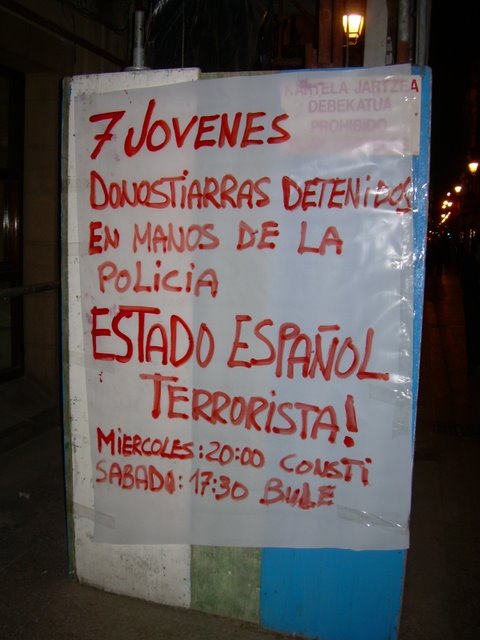 KARTELA JARTZEA
DEBEKATUA
PROHIBIDO
7 JOVENES
DONOSTIARRAS DETENIDOS
EN MANOS DE LA
POLICIA
ESTADO ESPAÑOL
TERRORISTA!
MIERCOLES: 20:00 CONSTI
SABADO: 17:30 BULE